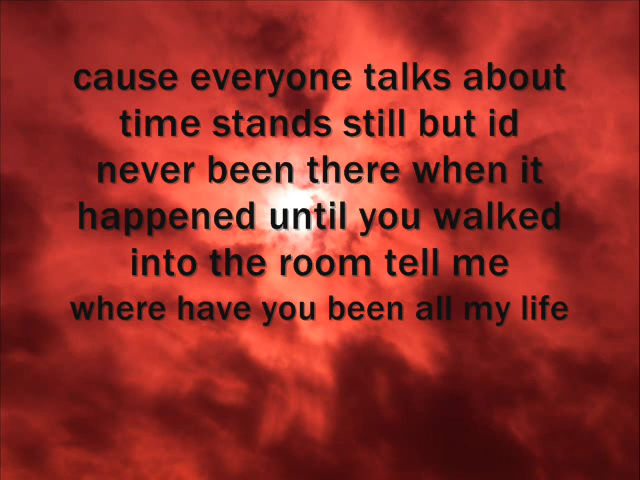 cause everyone talks about
time stands still but id
never been there when it
happened until you walked
into the room tell me
where have you been all my life